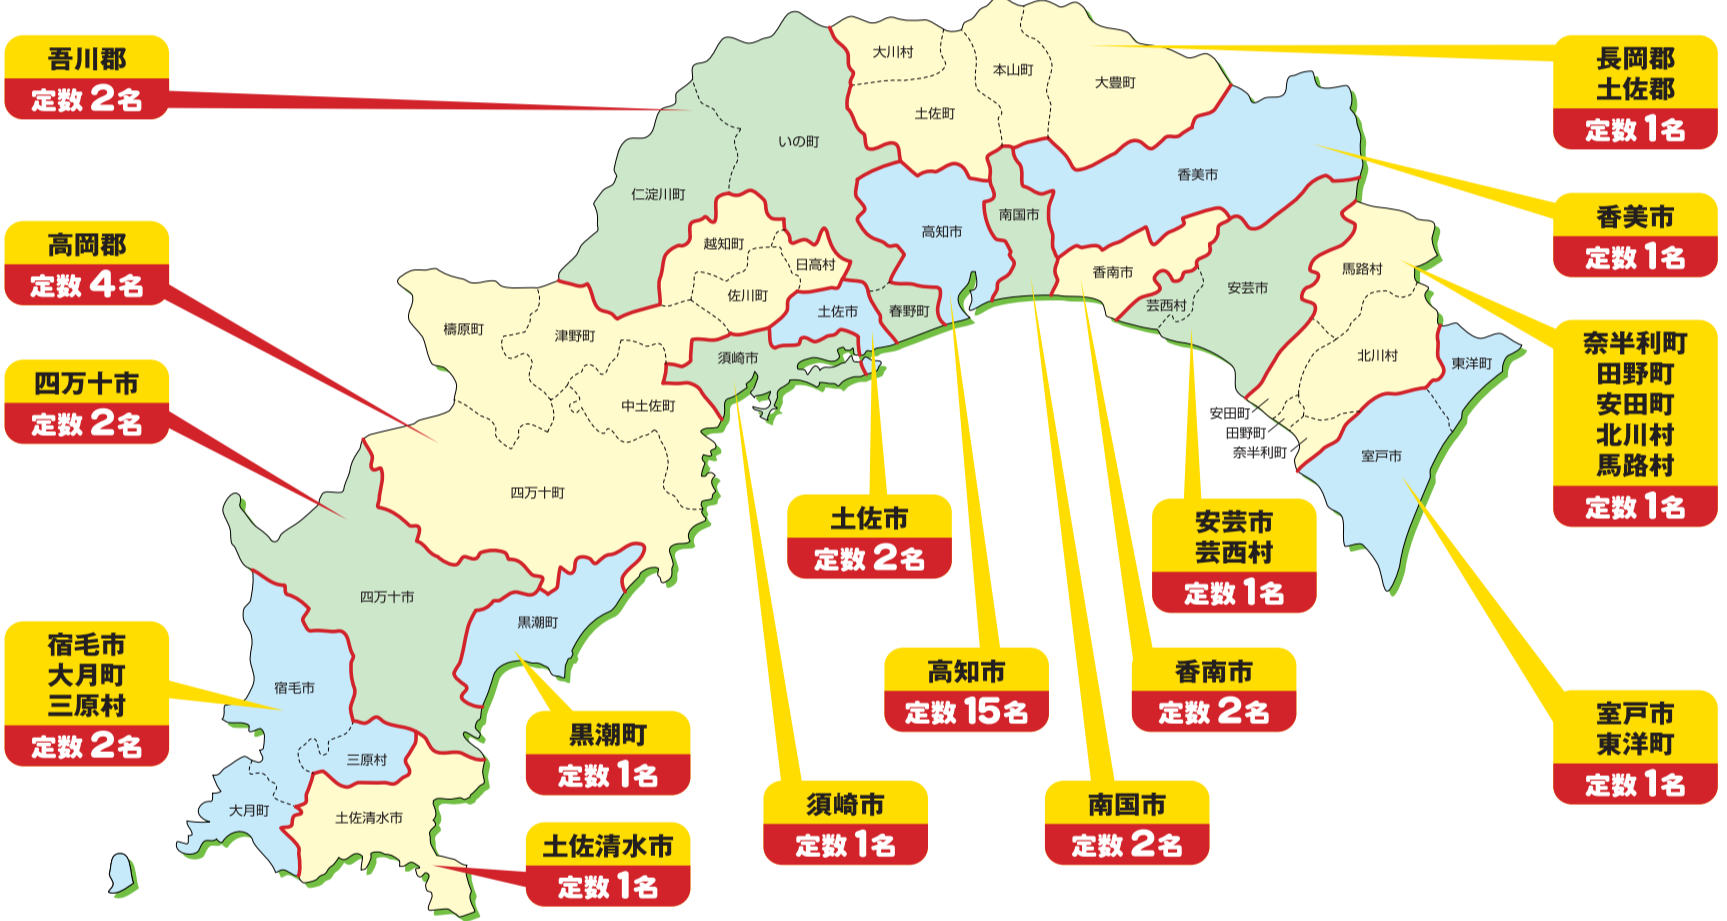 吾川郡
定数 2名
高岡郡
定数 4名
四万十市
定数 2名
宿毛市
大月町
三原村
定数 2名
大川村
本山町
大豊町
土佐町
いの町
仁淀川町
香美市
南国市
高知市
越知町
日高村
佐川町
香南市
芸西村
安芸市
馬路村
土佐市
春野町
檮原町
津野町
須崎市
北川村
東洋町
中土佐町
安田町
田野町
奈半利町
室戸市
四万十町
四万十市
黒潮町
宿毛市
三原村
大月町
土佐清水市
土佐市
定数 2名
安芸市
芸西村
定数 1名
高知市
定数 15名
香南市
定数 2名
黒潮町
定数 1名
須崎市
定数 1名
南国市
定数 2名
土佐清水市
定数 1名
長岡郡
土佐郡
定数 1名
香美市
定数 1名
奈半利町
田野町
安田町
北川村
馬路村
定数 1名
室戸市
東洋町
定数 1名